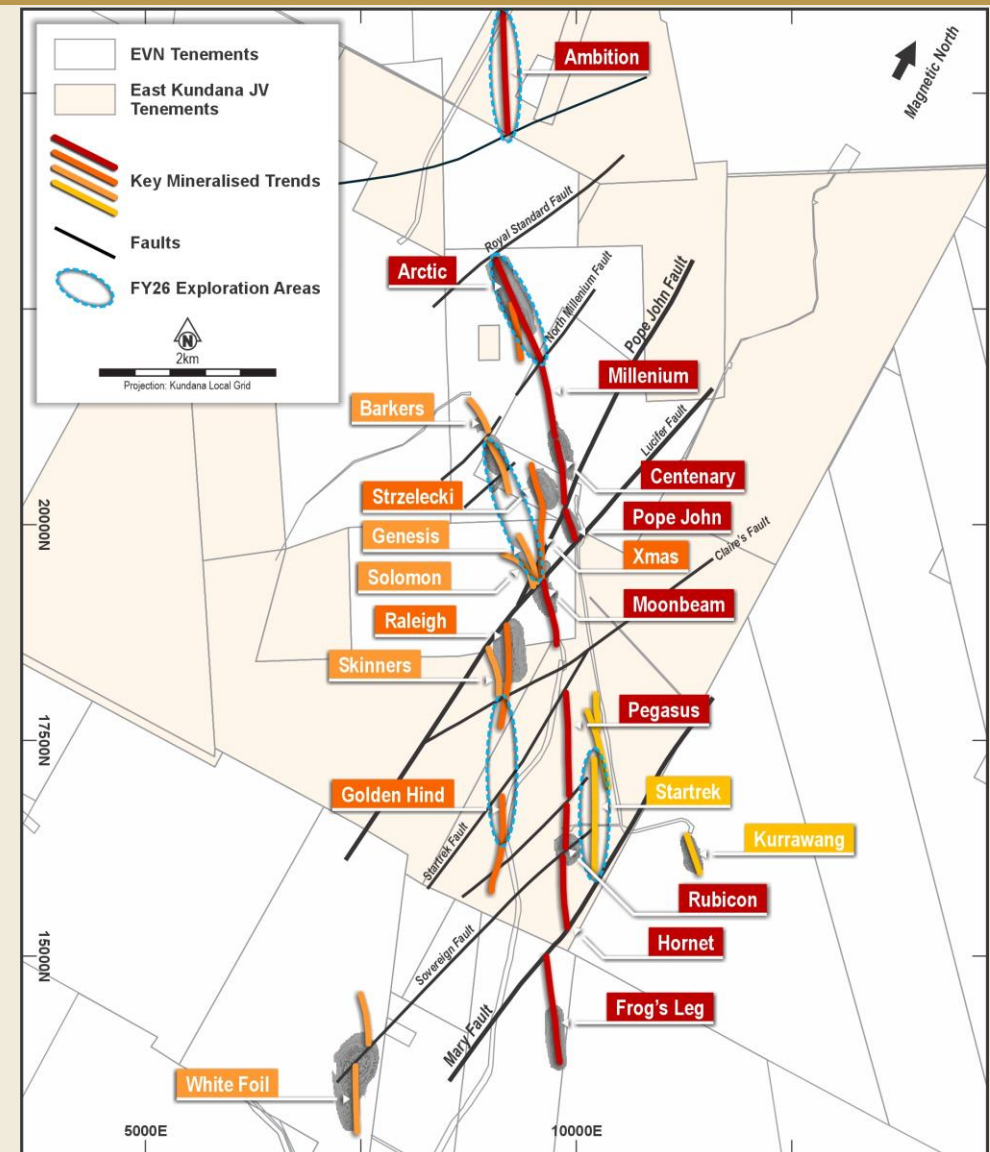 EVN Tenements
East Kundana JV
Tenements
Key Mineralised Trends
Faults
FY26 Exploration Areas
N
2km
Projection: Kundana Local Grid
Magnetic North
Ambition
Royal Standard Fault
Arctic
North Millenium Fault
Pope John Fault
Millenium
Lucifer Fault
Barkers
Centenary
Strzelecki
Pope John
20000N
Genesis
Xmas
Claire's Fault
Solomon
Moonbeam
Raleigh
Skinners
Pegasus
17500N
Golden Hind
Startrek
Startrek Fault
Kurrawang
Rubicon
Hornet
15000N
Sovereign Fault
Frog's Leg
Mary Fault
White Foil
5000E
10000E